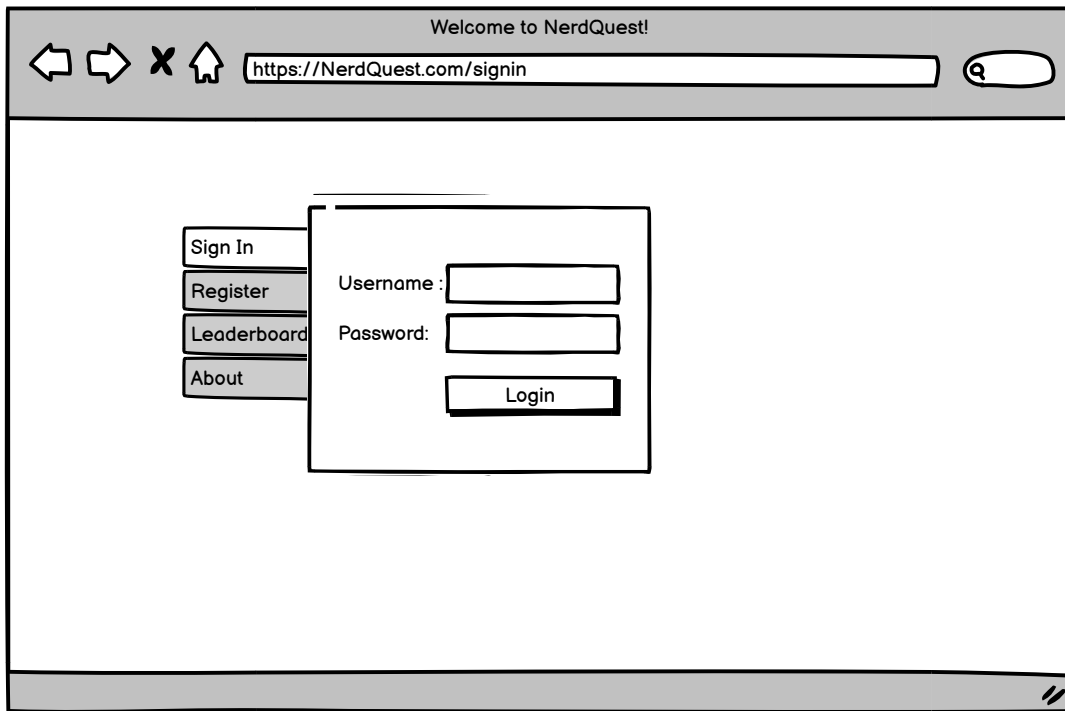 Welcome to NerdQuest!
https://NerdQuest.com/signin
Sign In
Register
Leaderboard
About
Username :
Password:
Login